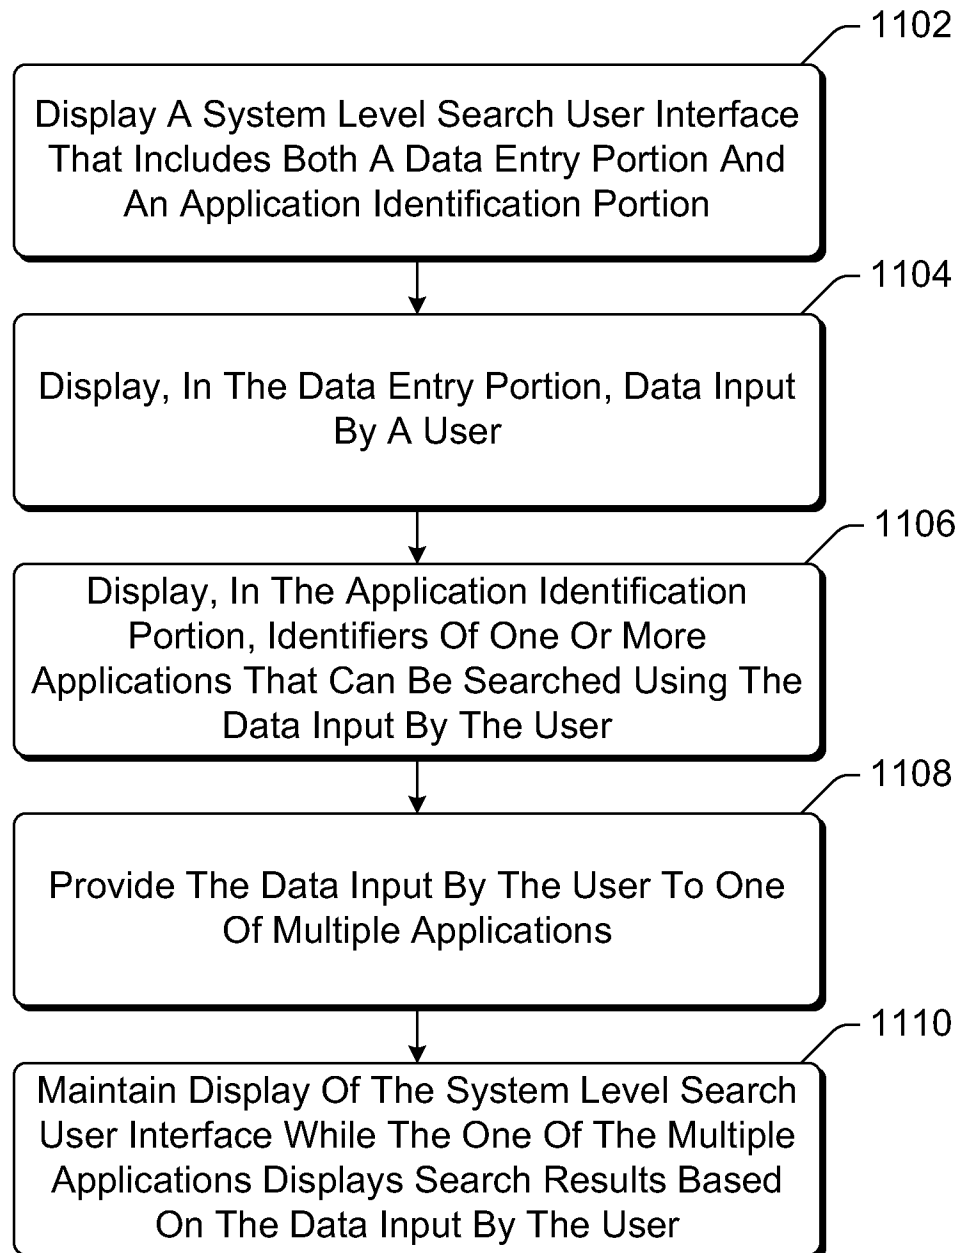 1102
Display A System Level Search User Interface
That Includes Both A Data Entry Portion And
An Application Identification Portion
1104
Display, In The Data Entry Portion, Data Input
By A User
1106
Display, In The Application Identification
Portion, Identifiers Of One Or More
Applications That Can Be Searched Using The
Data Input By The User
1108
Provide The Data Input By The User To One
Of Multiple Applications
1110
Maintain Display Of The System Level Search
User Interface While The One Of The Multiple
Applications Displays Search Results Based
On The Data Input By The User